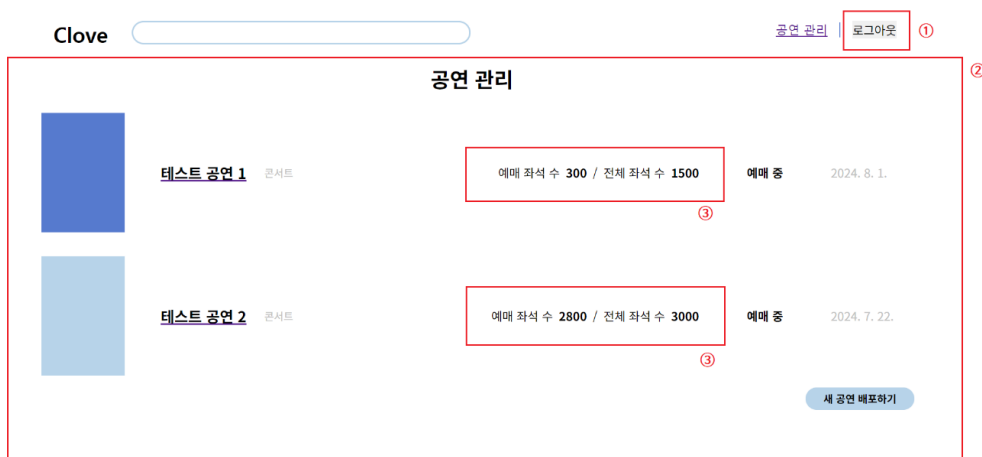 Clove 공연 관리 | 로그아웃 ①
②
공연 관리
테스트 공연 1 콘서트 예매 좌석 수 300 / 전체 좌석 수 1500 예매 중 2024. 8. 1.
③
테스트 공연 2 콘서트 예매 좌석 수 2800 / 전체 좌석 수 3000 예매 중 2024. 7. 22.
③
새 공연 배포하기